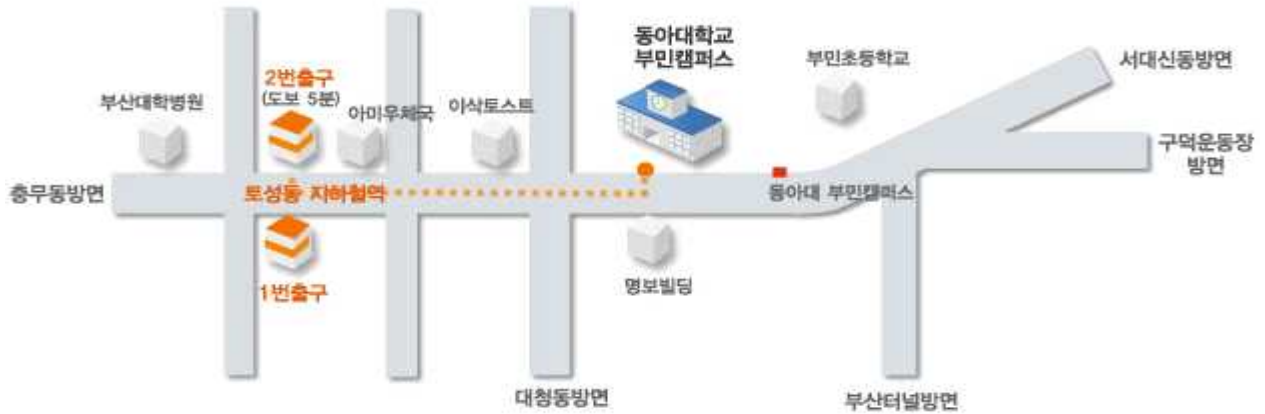 동아대학교
부민캠퍼스
부민초등학교
서대신동방면
2번출구
(도보 5분)
부산대학병원
아미우체국
이삭토스트
구덕운동장
방면
충무동방면
토성동 지하철역
동아대 부민캠퍼스
1번출구
명보빌딩
대청동방면
부산터널방면